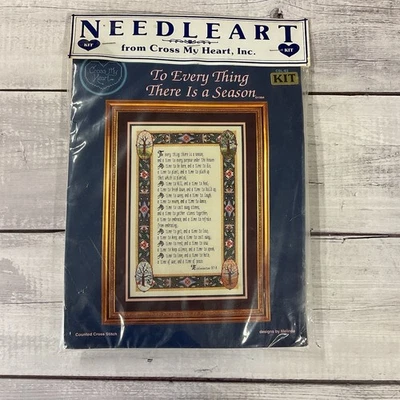 NEEDLEART
KIT
KIT
from Cross My Heart, Inc.
Cross My
Heart
To Every Thing
There Is a Season
KIT
To every thing there is a season,
and a time to every purpose under the heaven:
A time to be born, and a time to die,
a time to plant, and a time to pluck up
that which is planted;
A time to kill, and a time to heal,
a time to break down, and a time to build up,
A time to weep, and a time to laugh,
a time to mourn, and a time to dance,
A time to cast away stones,
and a time to gather stones together,
a time to embrace, and a time to refrain
from embracing,
A time to get, and a time to lose,
a time to keep, and a time to cast away,
A time to rend, and a time to sew,
a time to keep silence, and a time to speak,
A time to love, and a time to hate,
a time of war, and a time of peace.
Ecclesiastes
Counted Cross Stitch
designs by